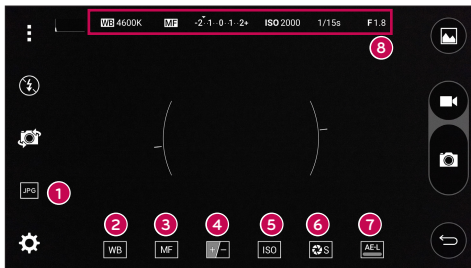 WB 4600K MF -2··1··0··1··2+ ISO 2000 1/15s F1.8
8
JPG 1
2 3 4 5 6 7
WB MF +/- ISO S AE-L